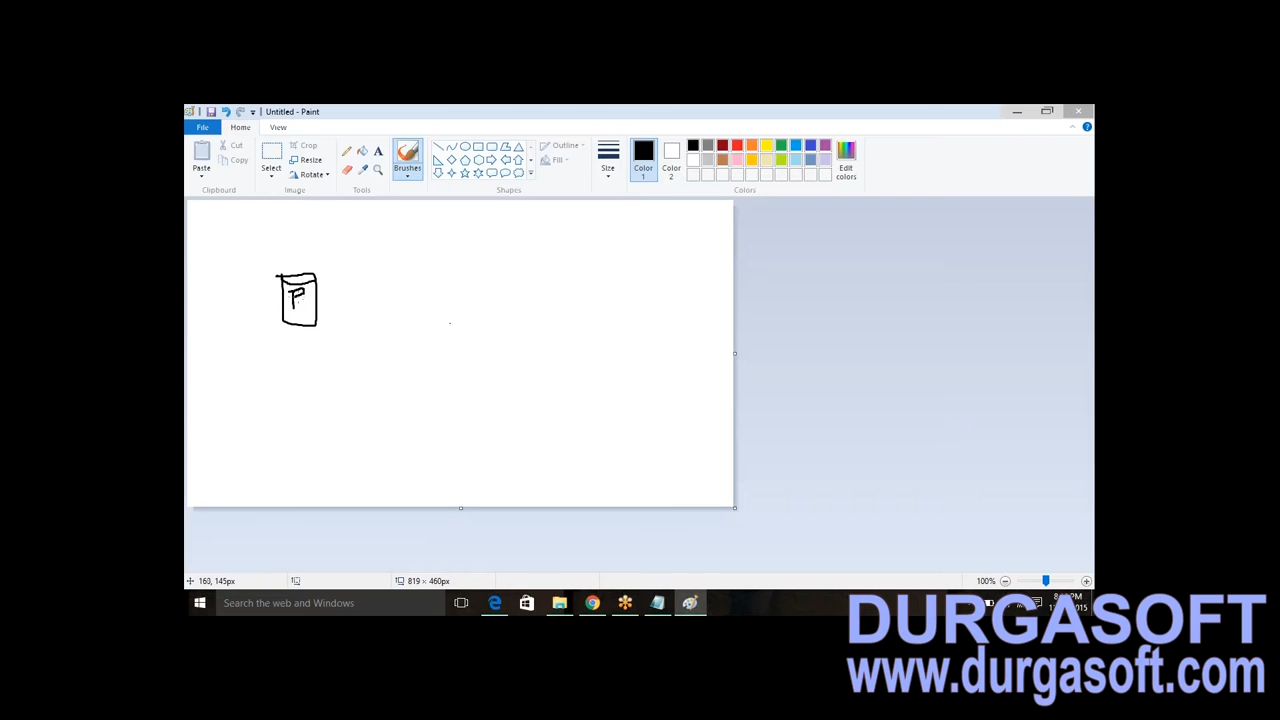 Untitled - Paint
File Home View
Cut
Copy
Paste
Clipboard
Select
Crop
Resize
Rotate
Image
Tools
Brushes
Outline
Fill
Shapes
Size
Color
1
Color
2
Edit
colors
Colors
P
160, 145px
819 × 460px
100%
Search the web and Windows
DURGASOFT
www.durgasoft.com